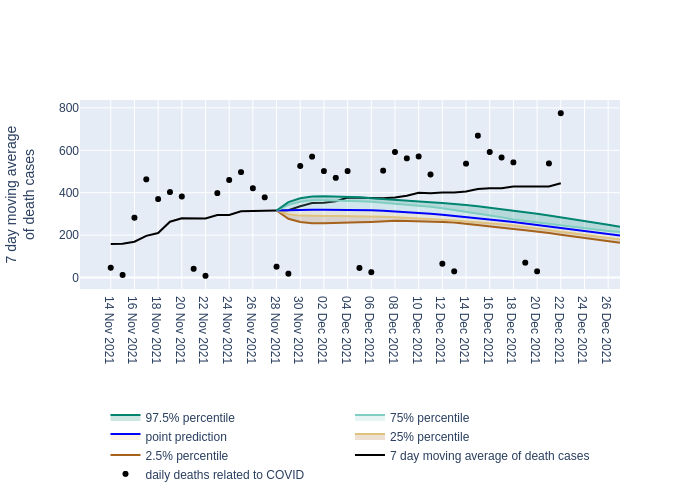 7 day moving average
of death cases
800
600
400
200
0
14 Nov 2021
16 Nov 2021
18 Nov 2021
20 Nov 2021
22 Nov 2021
24 Nov 2021
26 Nov 2021
28 Nov 2021
30 Nov 2021
02 Dec 2021
04 Dec 2021
06 Dec 2021
08 Dec 2021
10 Dec 2021
12 Dec 2021
14 Dec 2021
16 Dec 2021
18 Dec 2021
20 Dec 2021
22 Dec 2021
24 Dec 2021
26 Dec 2021
97.5% percentile
75% percentile
point prediction
25% percentile
2.5% percentile
7 day moving average of death cases
daily deaths related to COVID